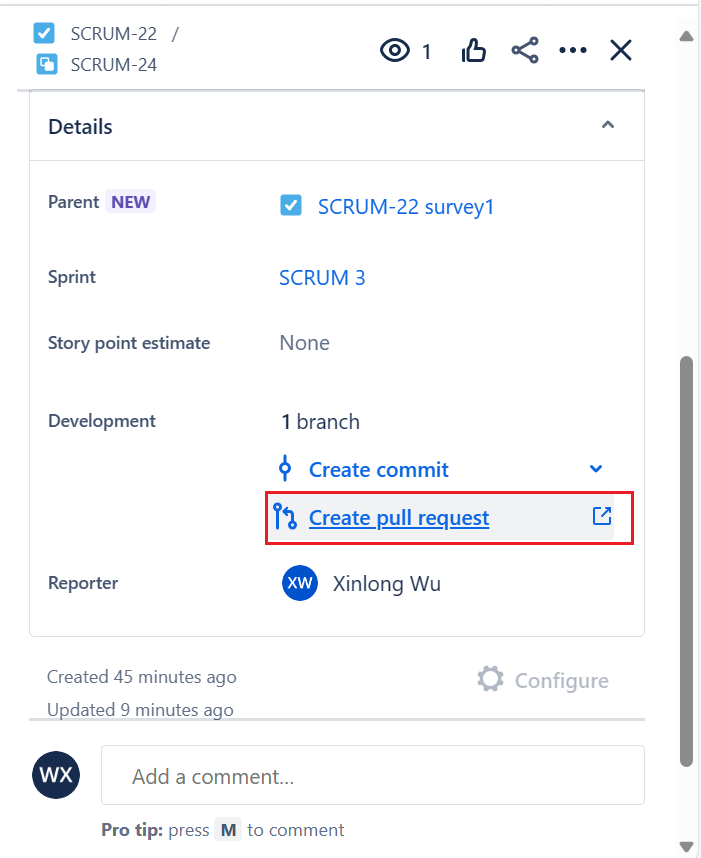 SCRUM-22 /
SCRUM-24
1
Details
Parent NEW
SCRUM-22 survey1
Sprint
SCRUM 3
Story point estimate
None
Development
1 branch
Create commit
Create pull request
Reporter
XW Xinlong Wu
Created 45 minutes ago
Configure
Updated 9 minutes ago
WX
Add a comment...
Pro tip: press M to comment